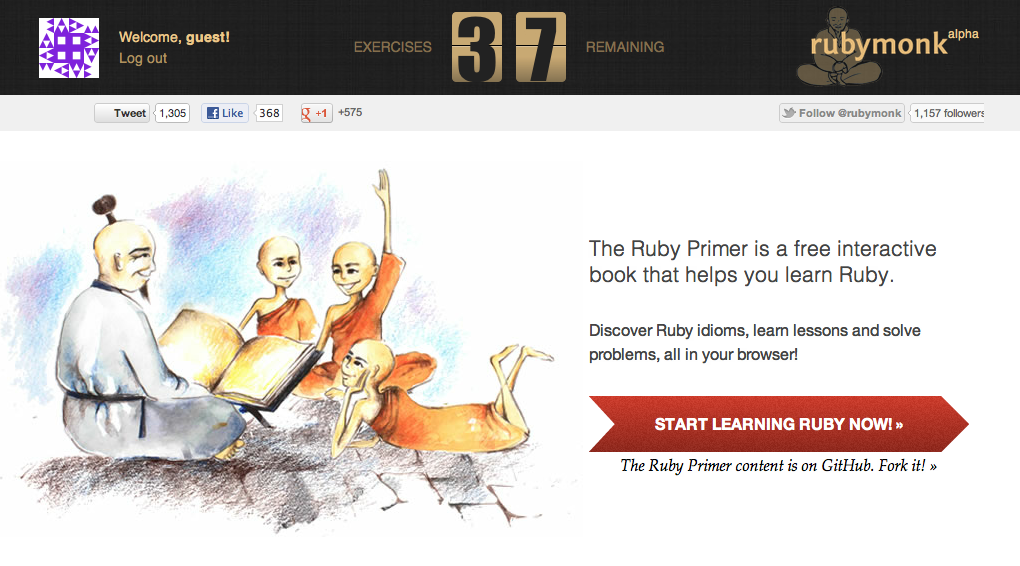 Welcome, guest!
Log out
EXERCISES 37 REMAINING
rubymonk alpha
Tweet 1,305 Like 368 +1 +575
Follow @rubymonk 1,157 followers
The Ruby Primer is a free interactive
book that helps you learn Ruby.
Discover Ruby idioms, learn lessons and solve
problems, all in your browser!
START LEARNING RUBY NOW! »
The Ruby Primer content is on GitHub. Fork it! »